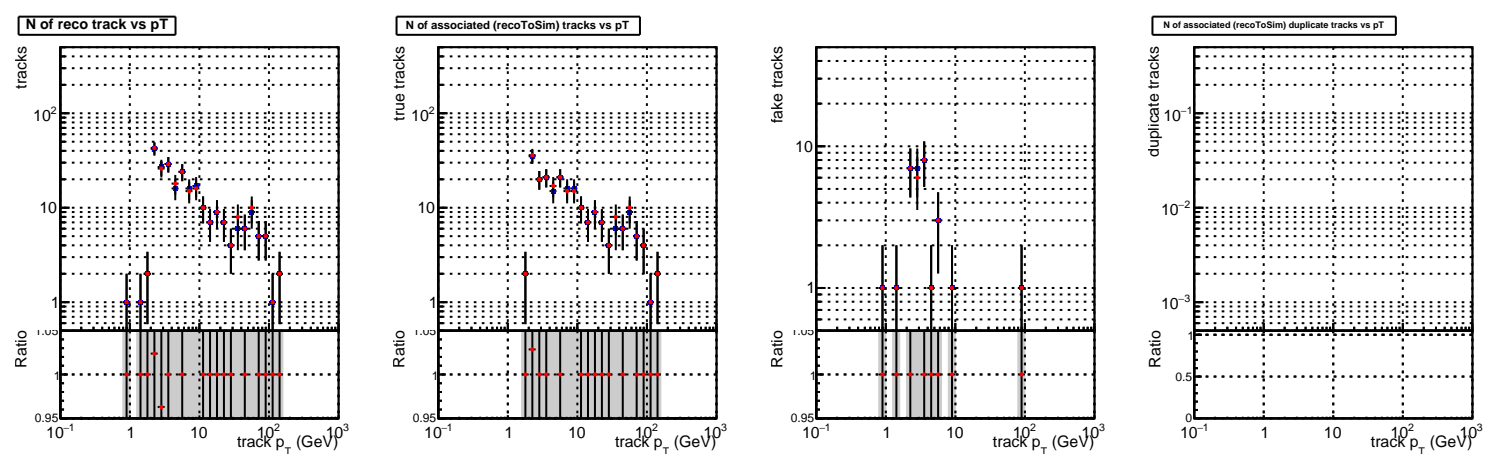 N of reco track vs pT
tracks
10²
10
1
Ratio
1.05
1
0.95
10⁻¹ 1 10 10² 10³
track p_T (GeV)
N of associated (recoToSim) tracks vs pT
true tracks
10²
10
1
Ratio
1.05
1
0.95
10⁻¹ 1 10 10² 10³
track p_T (GeV)
fake tracks
10
1
Ratio
1.05
1
0.95
10⁻¹ 1 10 10² 10³
track p_T (GeV)
N of associated (recoToSim) duplicate tracks vs pT
duplicate tracks
10⁻¹
10⁻²
10⁻³
Ratio
1
0.5
0
10⁻¹ 1 10 10² 10³
track p_T (GeV)